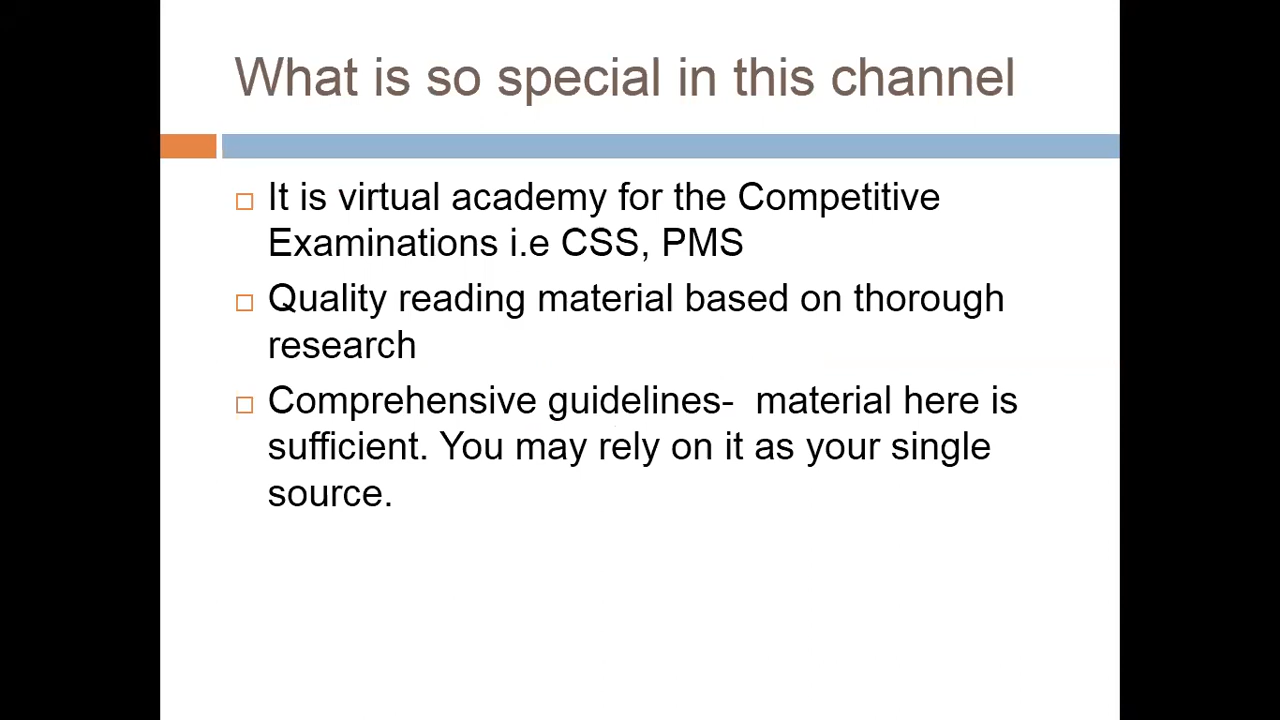 What is so special in this channel
It is virtual academy for the Competitive
Examinations i.e CSS, PMS
Quality reading material based on thorough
research
Comprehensive guidelines-  material here is
sufficient. You may rely on it as your single
source.